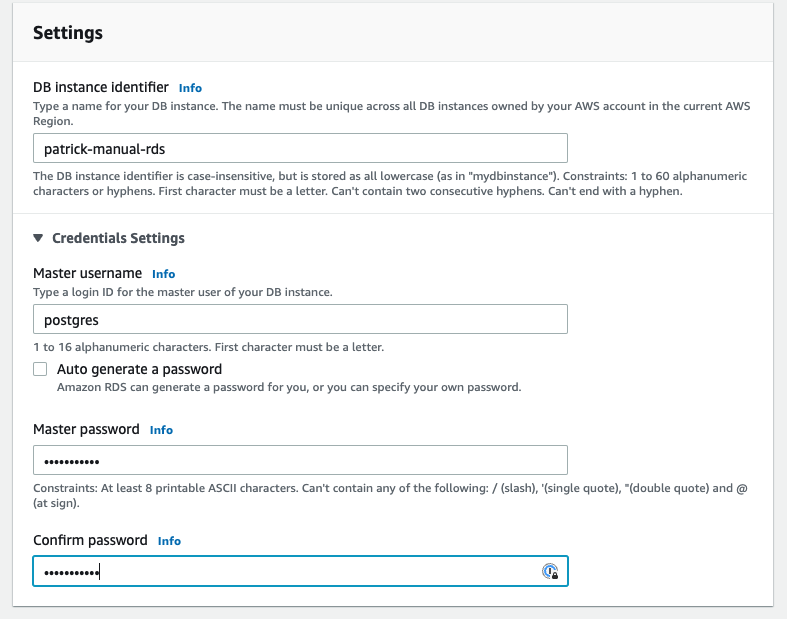 Settings
DB instance identifier Info
Type a name for your DB instance. The name must be unique across all DB instances owned by your AWS account in the current AWS
Region.
patrick-manual-rds
The DB instance identifier is case-insensitive, but is stored as all lowercase (as in "mydbinstance"). Constraints: 1 to 60 alphanumeric
characters or hyphens. First character must be a letter. Can't contain two consecutive hyphens. Can't end with a hyphen.
Credentials Settings
Master username Info
Type a login ID for the master user of your DB instance.
postgres
1 to 16 alphanumeric characters. First character must be a letter.
Auto generate a password
Amazon RDS can generate a password for you, or you can specify your own password.
Master password Info
•••••••••••
Constraints: At least 8 printable ASCII characters. Can't contain any of the following: / (slash), '(single quote), "(double quote) and @
(at sign).
Confirm password Info
•••••••••••